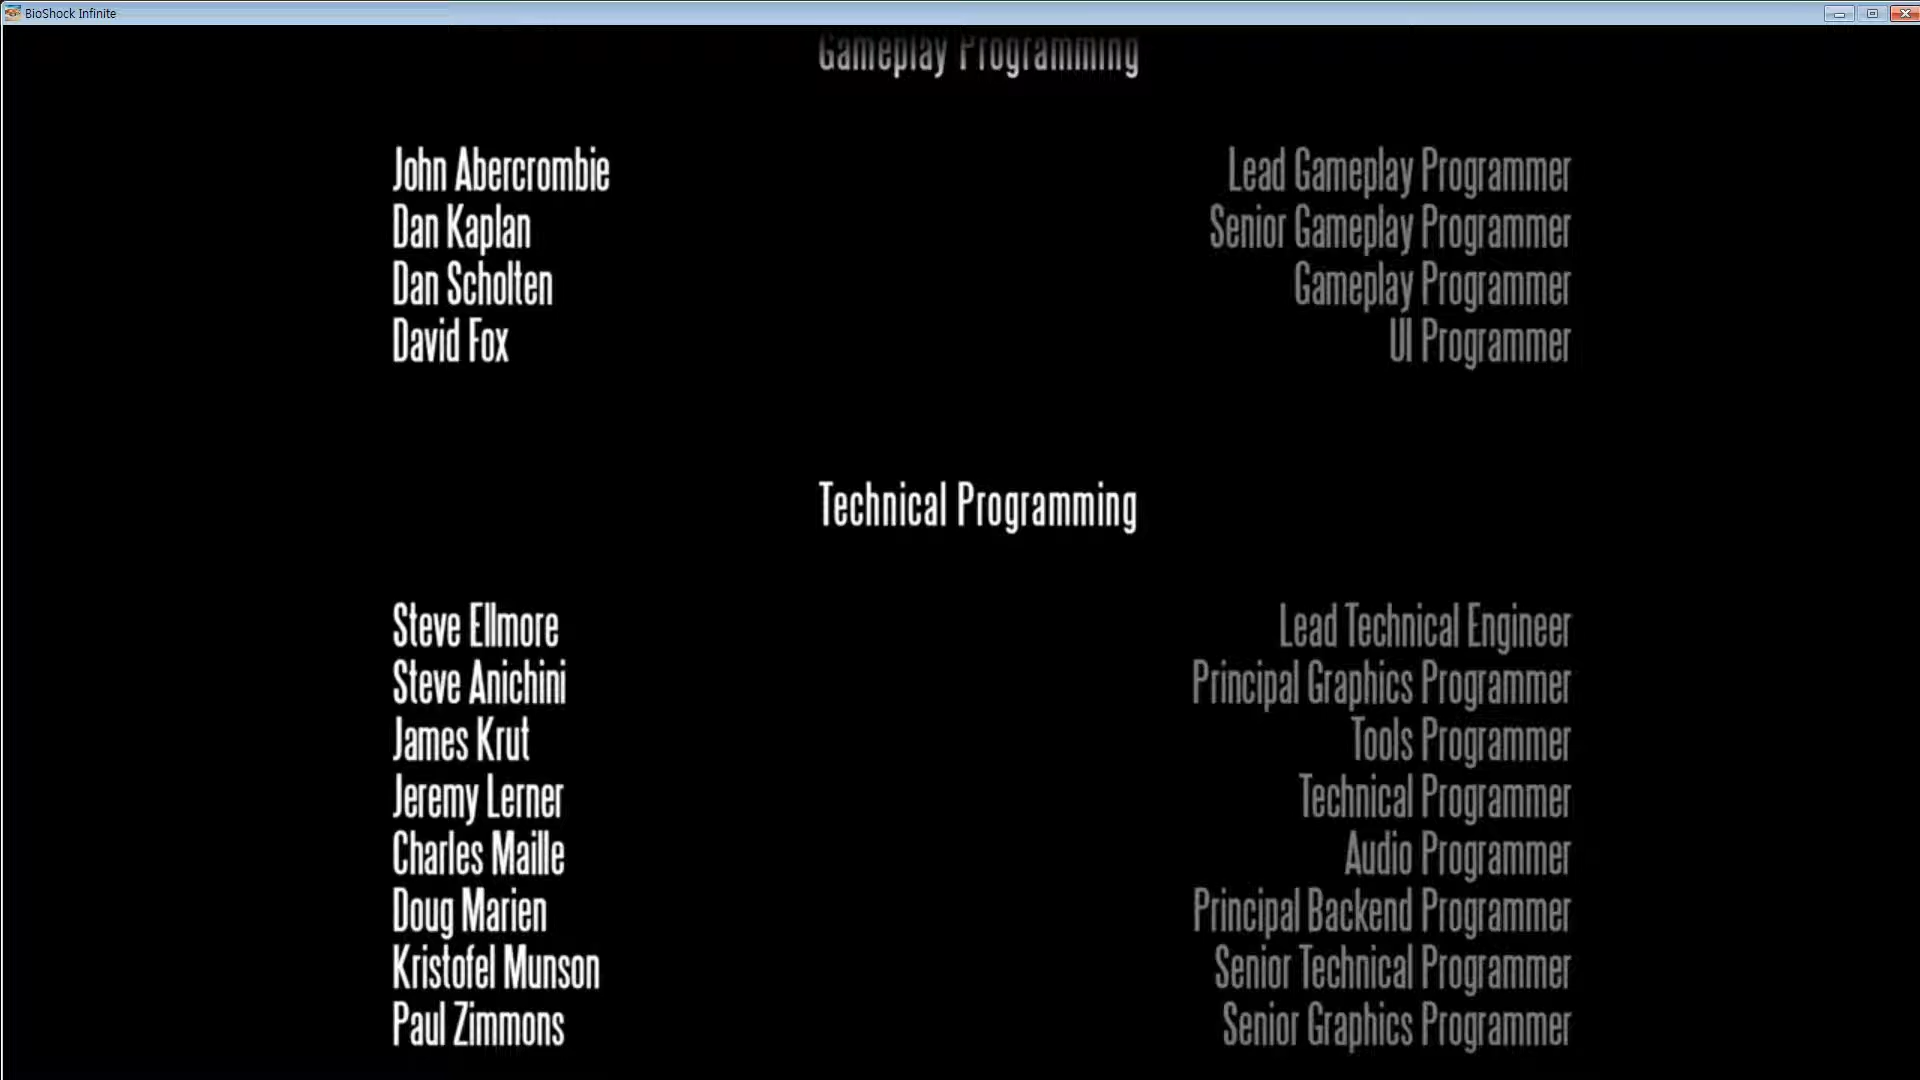 BioShock Infinite
Gameplay Programming
John Abercrombie Lead Gameplay Programmer
Dan Kaplan Senior Gameplay Programmer
Dan Scholten Gameplay Programmer
David Fox UI Programmer
Technical Programming
Steve Ellmore Lead Technical Engineer
Steve Anichini Principal Graphics Programmer
James Krut Tools Programmer
Jeremy Lerner Technical Programmer
Charles Maille Audio Programmer
Doug Marien Principal Backend Programmer
Kristofel Munson Senior Technical Programmer
Paul Zimmons Senior Graphics Programmer